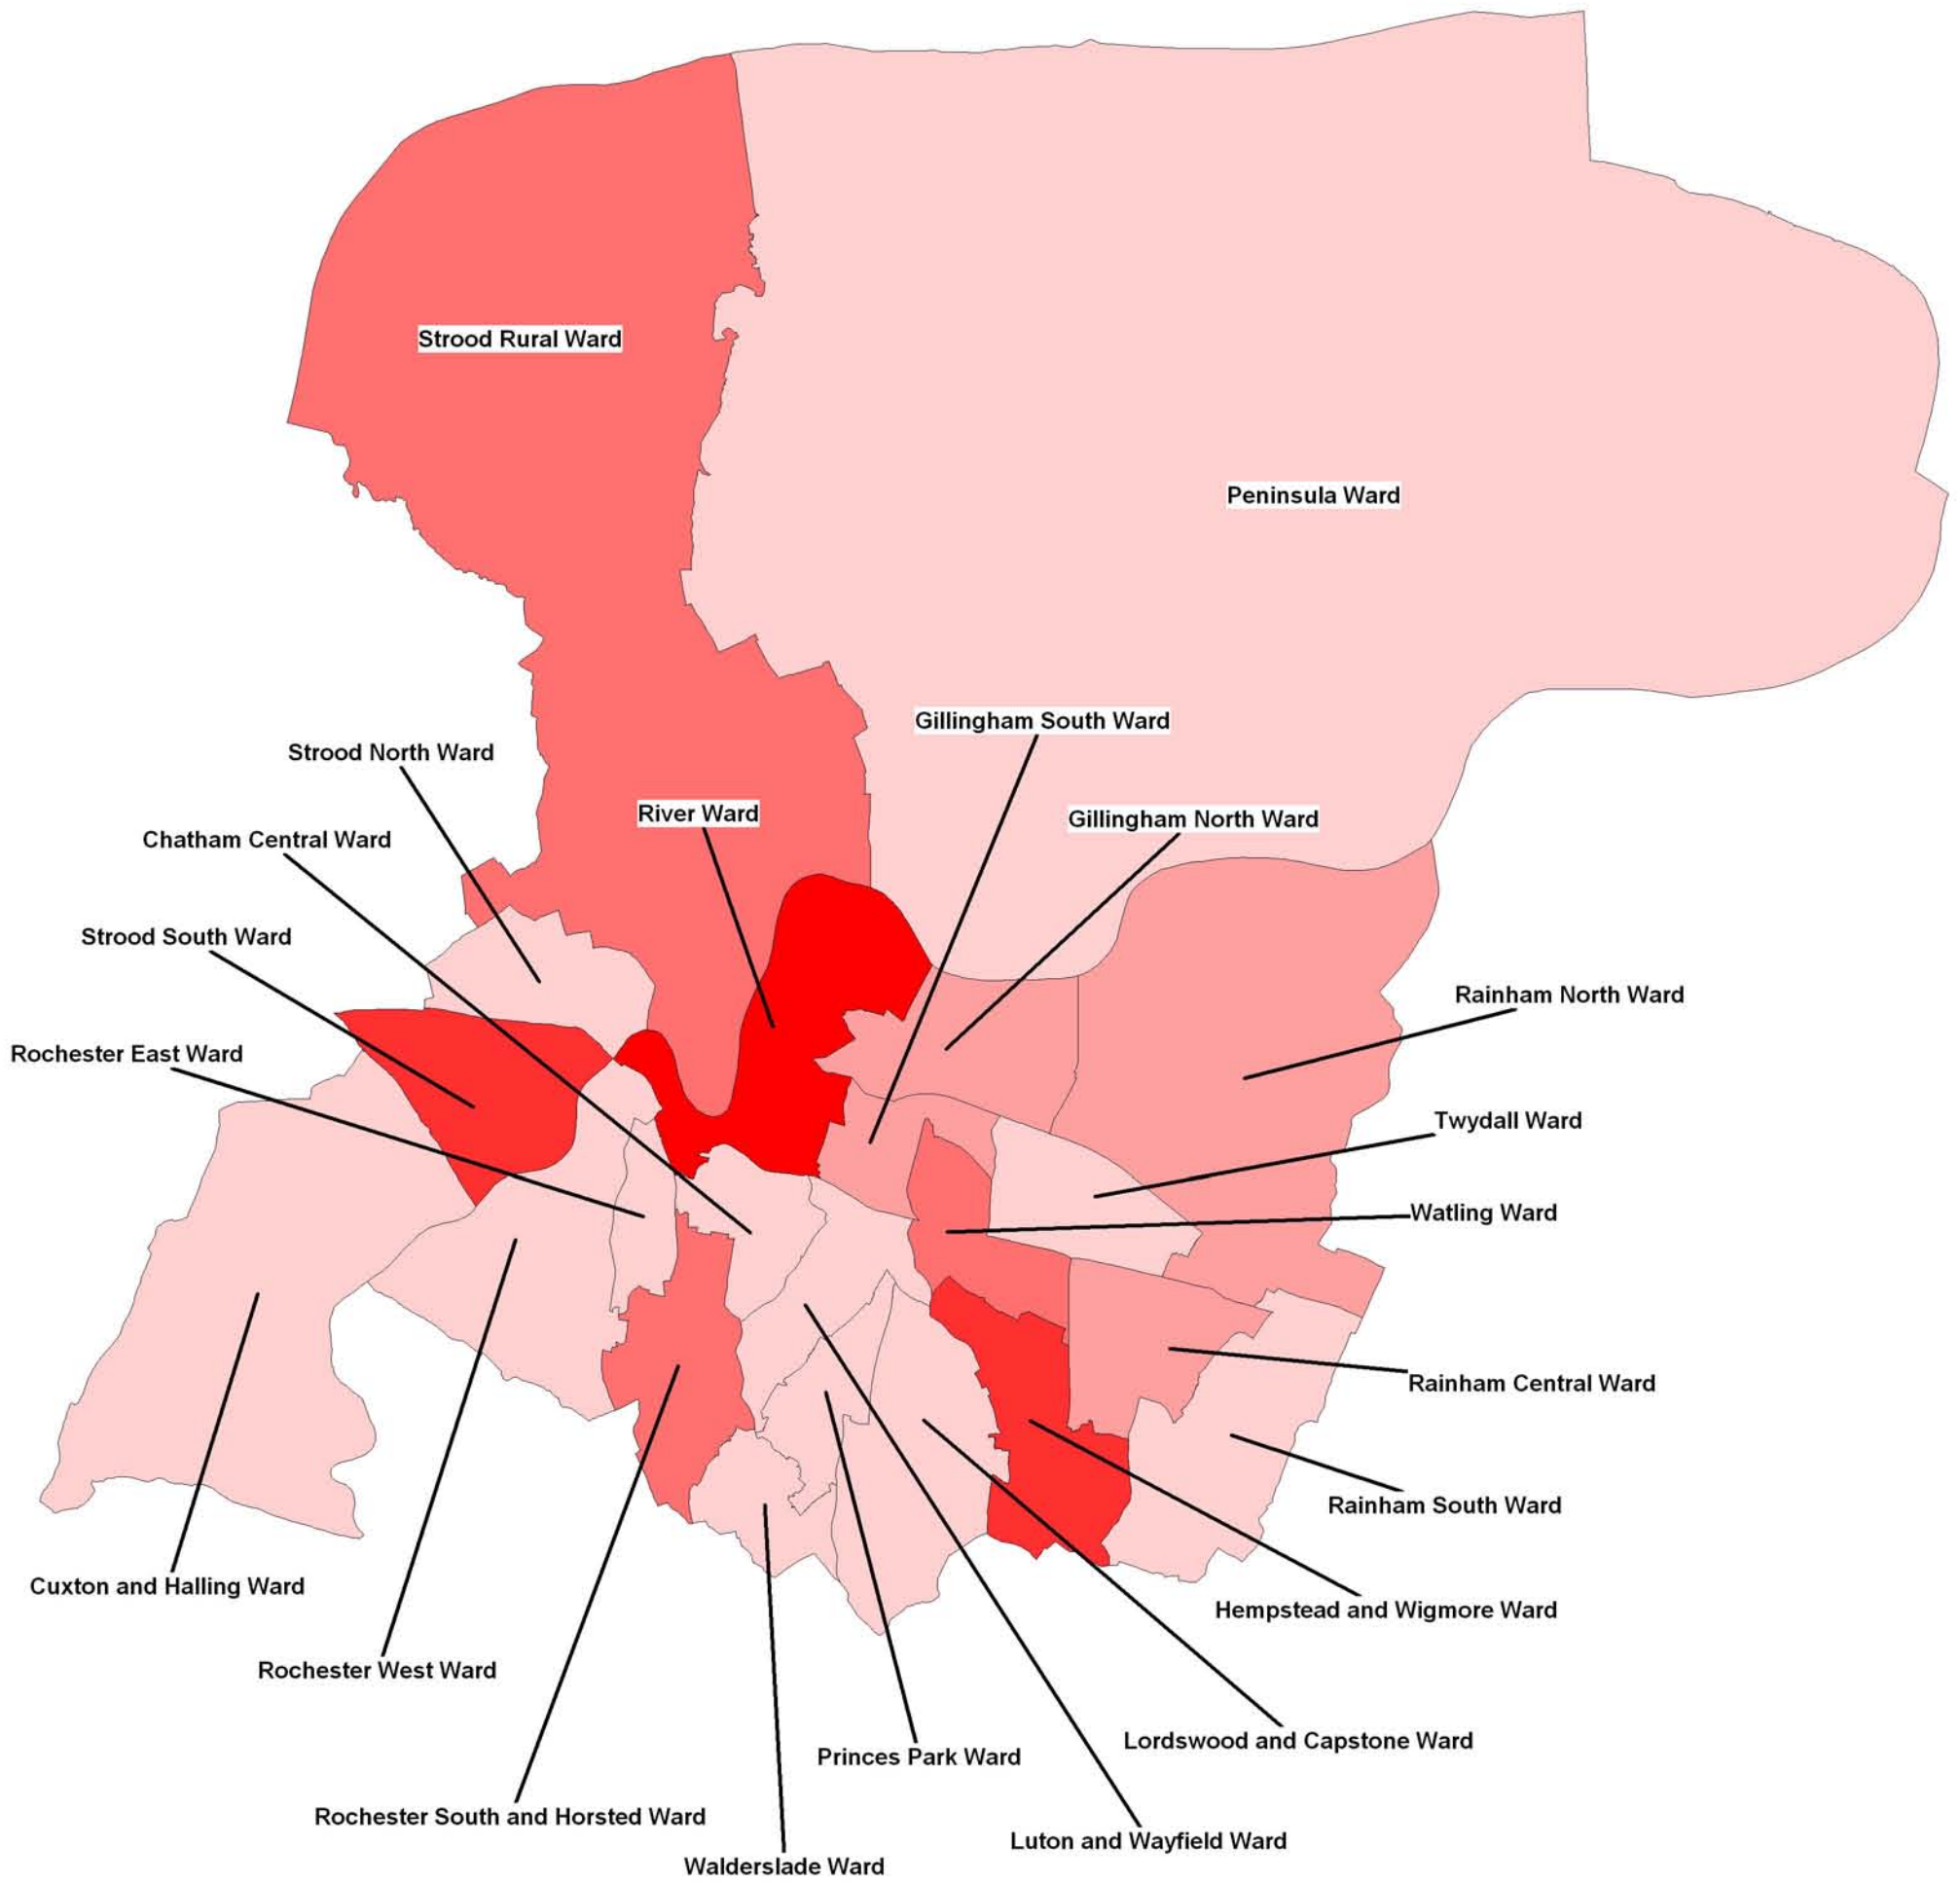 Strood Rural Ward
Peninsula Ward
Gillingham South Ward
Strood North Ward
River Ward
Gillingham North Ward
Chatham Central Ward
Strood South Ward
Rainham North Ward
Rochester East Ward
Twydall Ward
Watling Ward
Rainham Central Ward
Rainham South Ward
Cuxton and Halling Ward
Hempstead and Wigmore Ward
Rochester West Ward
Lordswood and Capstone Ward
Princes Park Ward
Rochester South and Horsted Ward
Luton and Wayfield Ward
Walderslade Ward